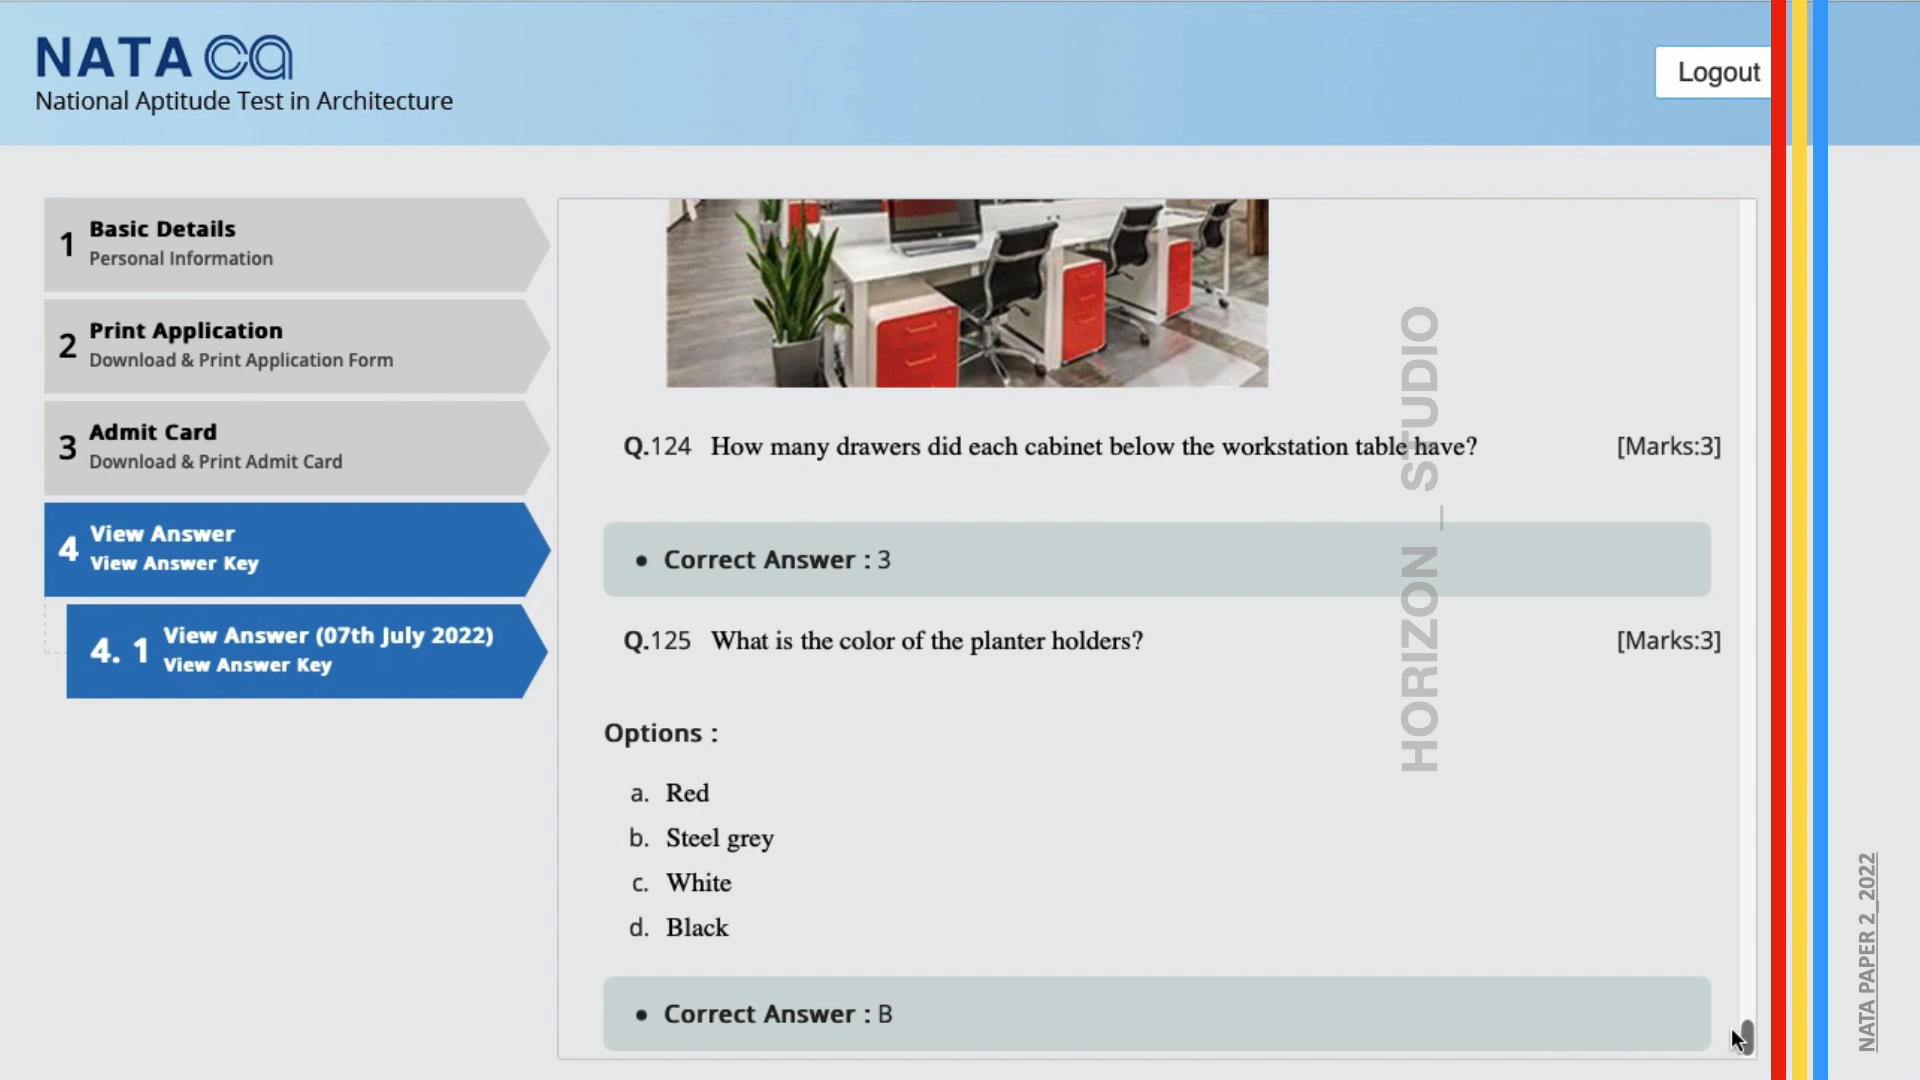 NATA ca
National Aptitude Test in Architecture
Logout
1 Basic Details
Personal Information
2 Print Application
Download & Print Application Form
3 Admit Card
Download & Print Admit Card
4 View Answer
View Answer Key
4. 1 View Answer (07th July 2022)
View Answer Key
Q.124 How many drawers did each cabinet below the workstation table have? [Marks:3]
• Correct Answer : 3
Q.125 What is the color of the planter holders? [Marks:3]
Options :
a. Red
b. Steel grey
c. White
d. Black
• Correct Answer : B
HORIZON _ STUDIO
NATA PAPER 2_2022